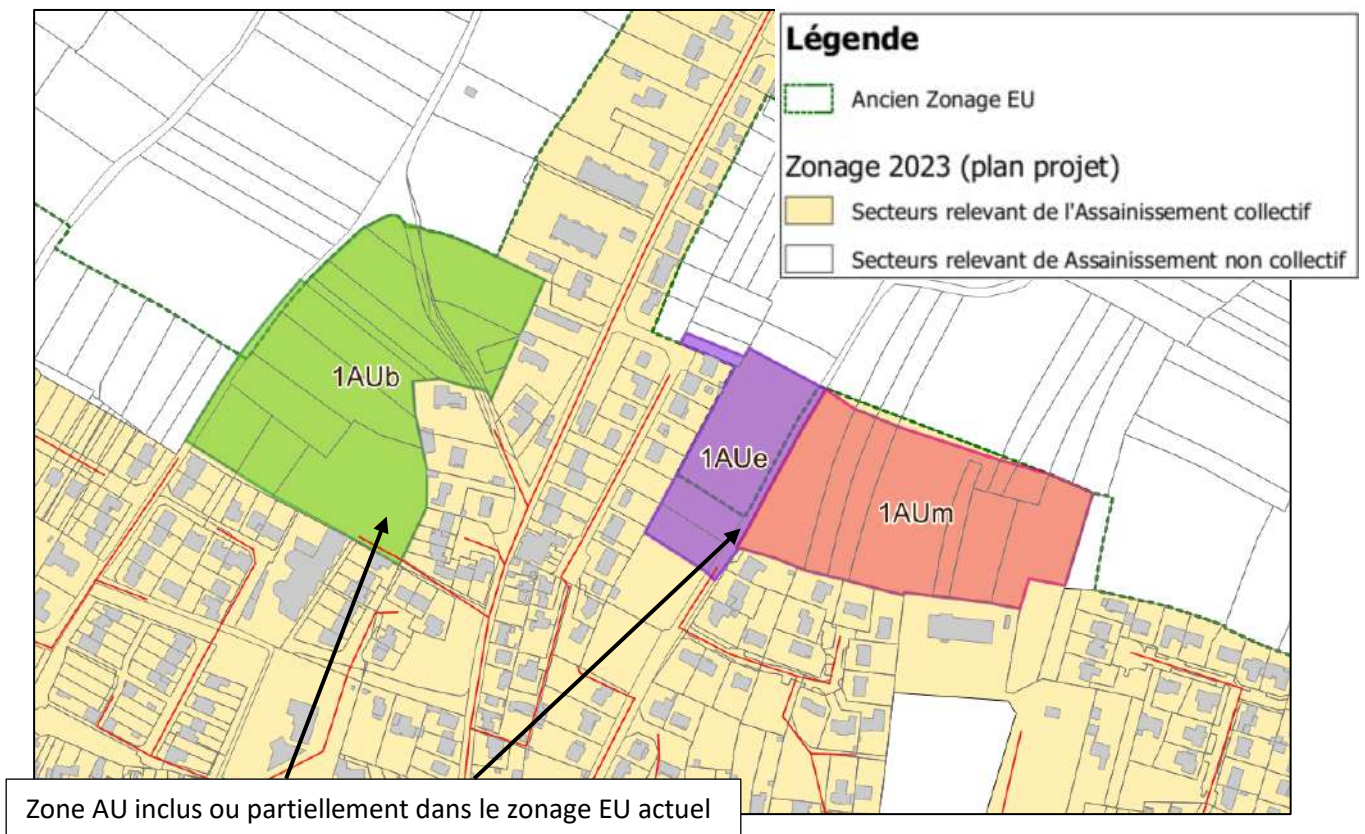 Légende
Ancien Zonage EU
Zonage 2023 (plan projet)
Secteurs relevant de l'Assainissement collectif
Secteurs relevant de Assainissement non collectif
1AUb
1AUe
1AUm
Zone AU inclus ou partiellement dans le zonage EU actuel